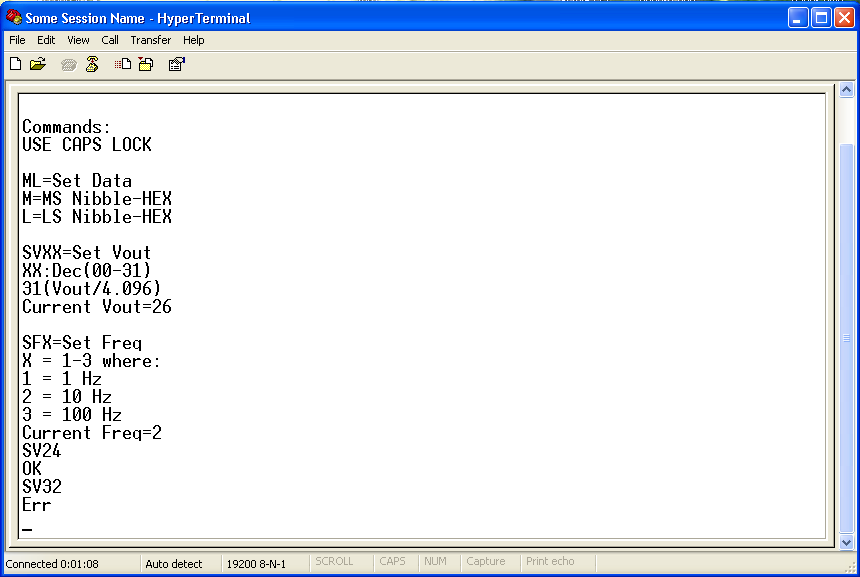 Some Session Name - HyperTerminal
File Edit View Call Transfer Help
Commands:
USE CAPS LOCK
ML=Set Data
M=MS Nibble-HEX
L=LS Nibble-HEX
SVXX=Set Vout
XX:Dec(00-31)
31(Vout/4.096)
Current Vout=26
SFX=Set Freq
X = 1-3 where:
1 = 1 Hz
2 = 10 Hz
3 = 100 Hz
Current Freq=2
SV24
OK
SV32
Err
_
Connected 0:01:08 Auto detect 19200 8-N-1 SCROLL CAPS NUM Capture Print echo